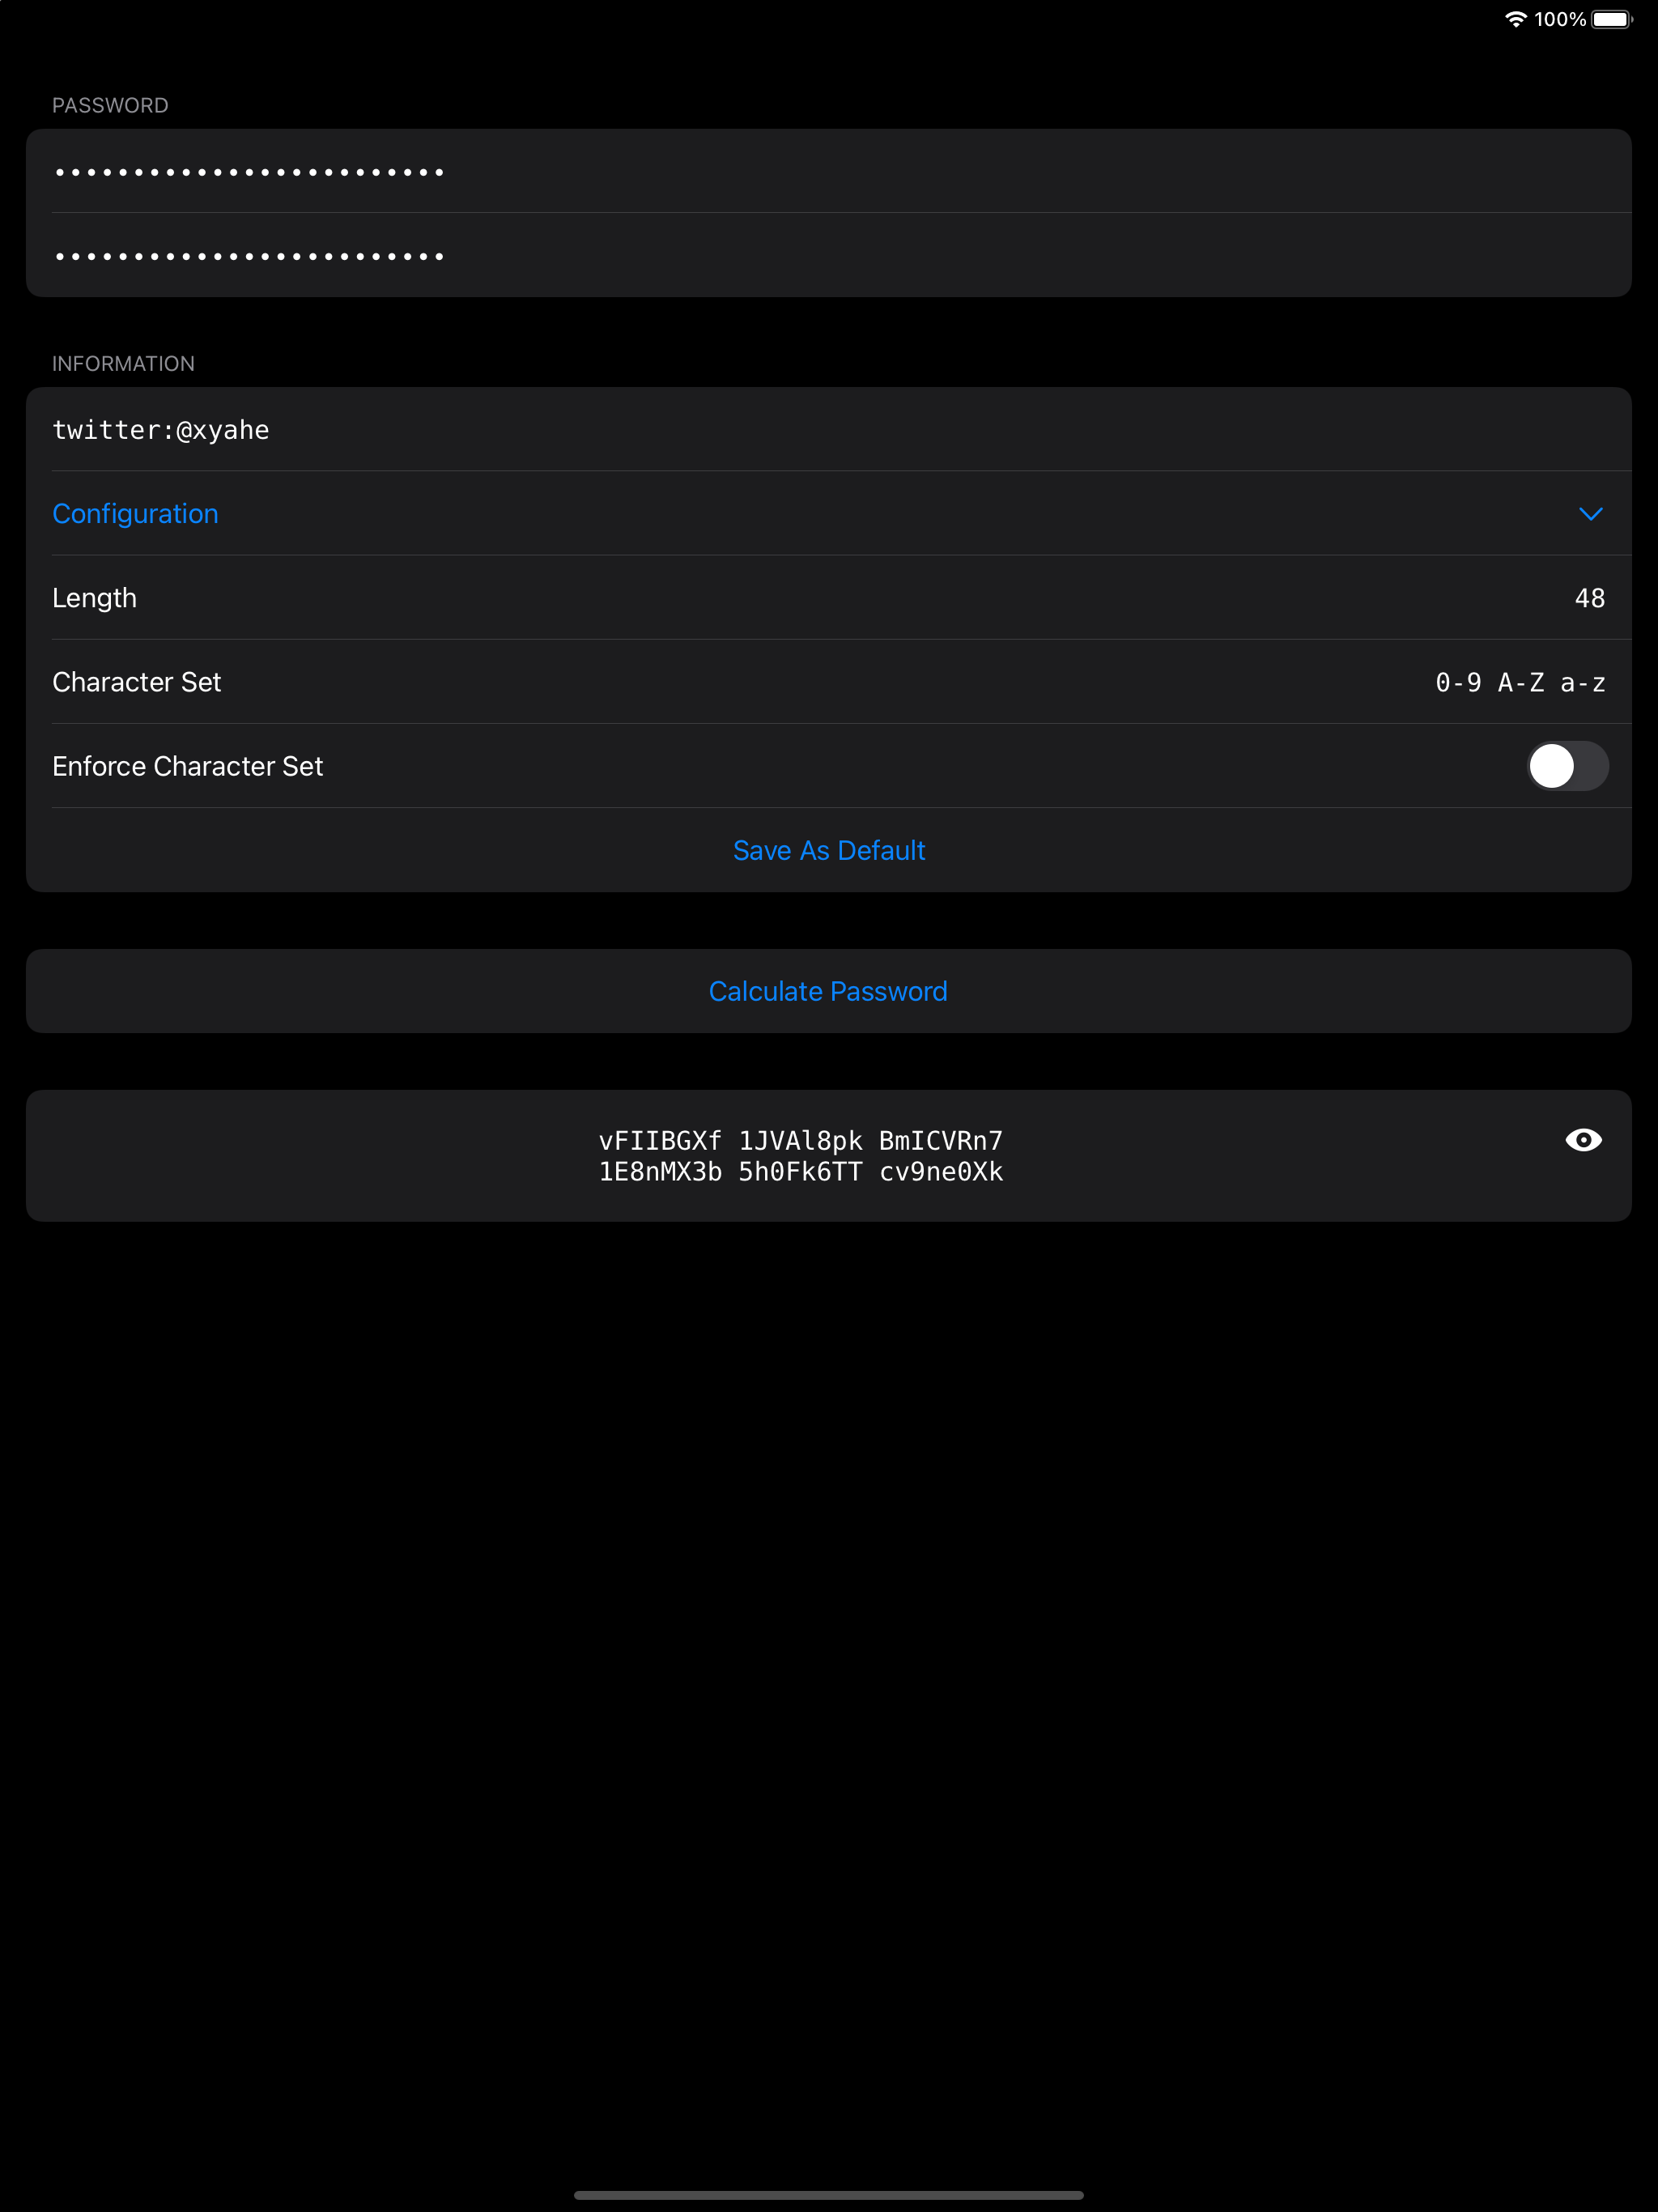 100%
PASSWORD
•••••••••••••••••••••••••
•••••••••••••••••••••••••
INFORMATION
twitter:@xyahe
Configuration
Length 48
Character Set 0-9 A-Z a-z
Enforce Character Set
Save As Default
Calculate Password
vFIIBGXf 1JVAl8pk BmICVRn7
1E8nMX3b 5h0Fk6TT cv9ne0Xk